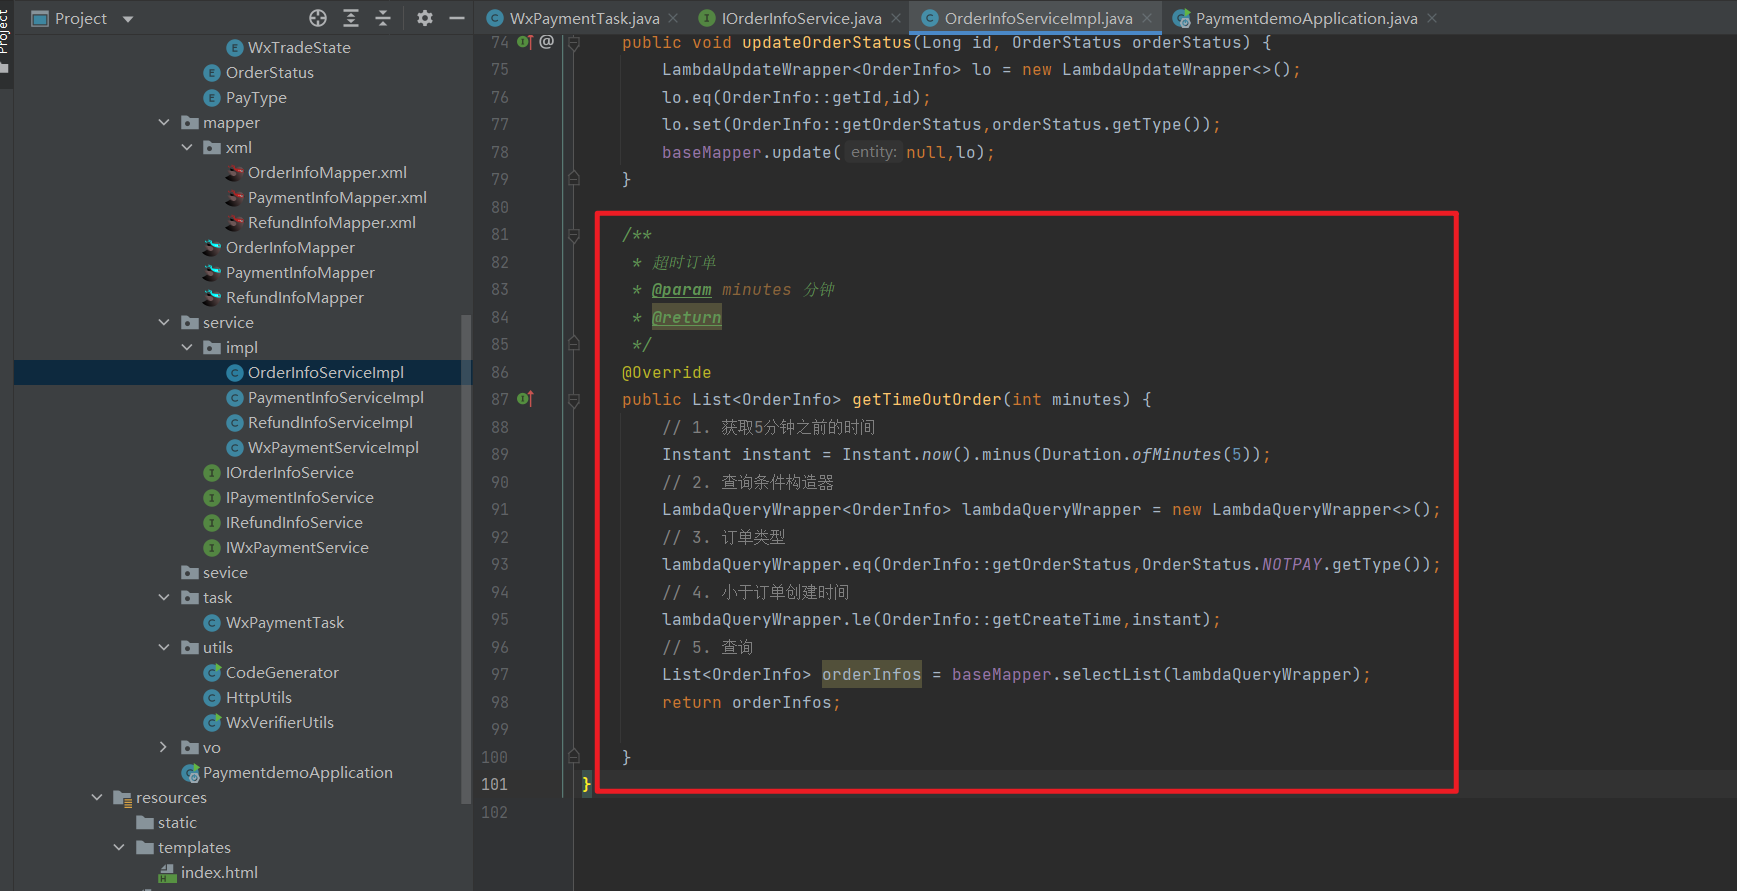 Project
WxPaymentTask.java
IOrderInfoService.java
OrderInfoServiceImpl.java
PaymentdemoApplication.java
Project
WxTradeState
OrderStatus
PayType
mapper
xml
OrderInfoMapper.xml
PaymentInfoMapper.xml
RefundInfoMapper.xml
OrderInfoMapper
PaymentInfoMapper
RefundInfoMapper
service
impl
OrderInfoServiceImpl
PaymentInfoServiceImpl
RefundInfoServiceImpl
WxPaymentServiceImpl
IOrderInfoService
IPaymentInfoService
IRefundInfoService
IWxPaymentService
sevice
task
WxPaymentTask
utils
CodeGenerator
HttpUtils
WxVerifierUtils
vo
PaymentdemoApplication
resources
static
templates
index.html
74 @ public void updateOrderStatus(Long id, OrderStatus orderStatus) {
75 LambdaUpdateWrapper<OrderInfo> lo = new LambdaUpdateWrapper<>();
76 lo.eq(OrderInfo::getId,id);
77 lo.set(OrderInfo::getOrderStatus,orderStatus.getType());
78 baseMapper.update( entity: null,lo);
79 }
80
81 /**
82 * 超时订单
83 * @param minutes 分钟
84 * @return
85 */
86 @Override
87 public List<OrderInfo> getTimeOutOrder(int minutes) {
88 // 1. 获取5分钟之前的时间
89 Instant instant = Instant.now().minus(Duration.ofMinutes(5));
90 // 2. 查询条件构造器
91 LambdaQueryWrapper<OrderInfo> lambdaQueryWrapper = new LambdaQueryWrapper<>();
92 // 3. 订单类型
93 lambdaQueryWrapper.eq(OrderInfo::getOrderStatus,OrderStatus.NOTPAY.getType());
94 // 4. 小于订单创建时间
95 lambdaQueryWrapper.le(OrderInfo::getCreateTime,instant);
96 // 5. 查询
97 List<OrderInfo> orderInfos = baseMapper.selectList(lambdaQueryWrapper);
98 return orderInfos;
99
100 }
101 }
102